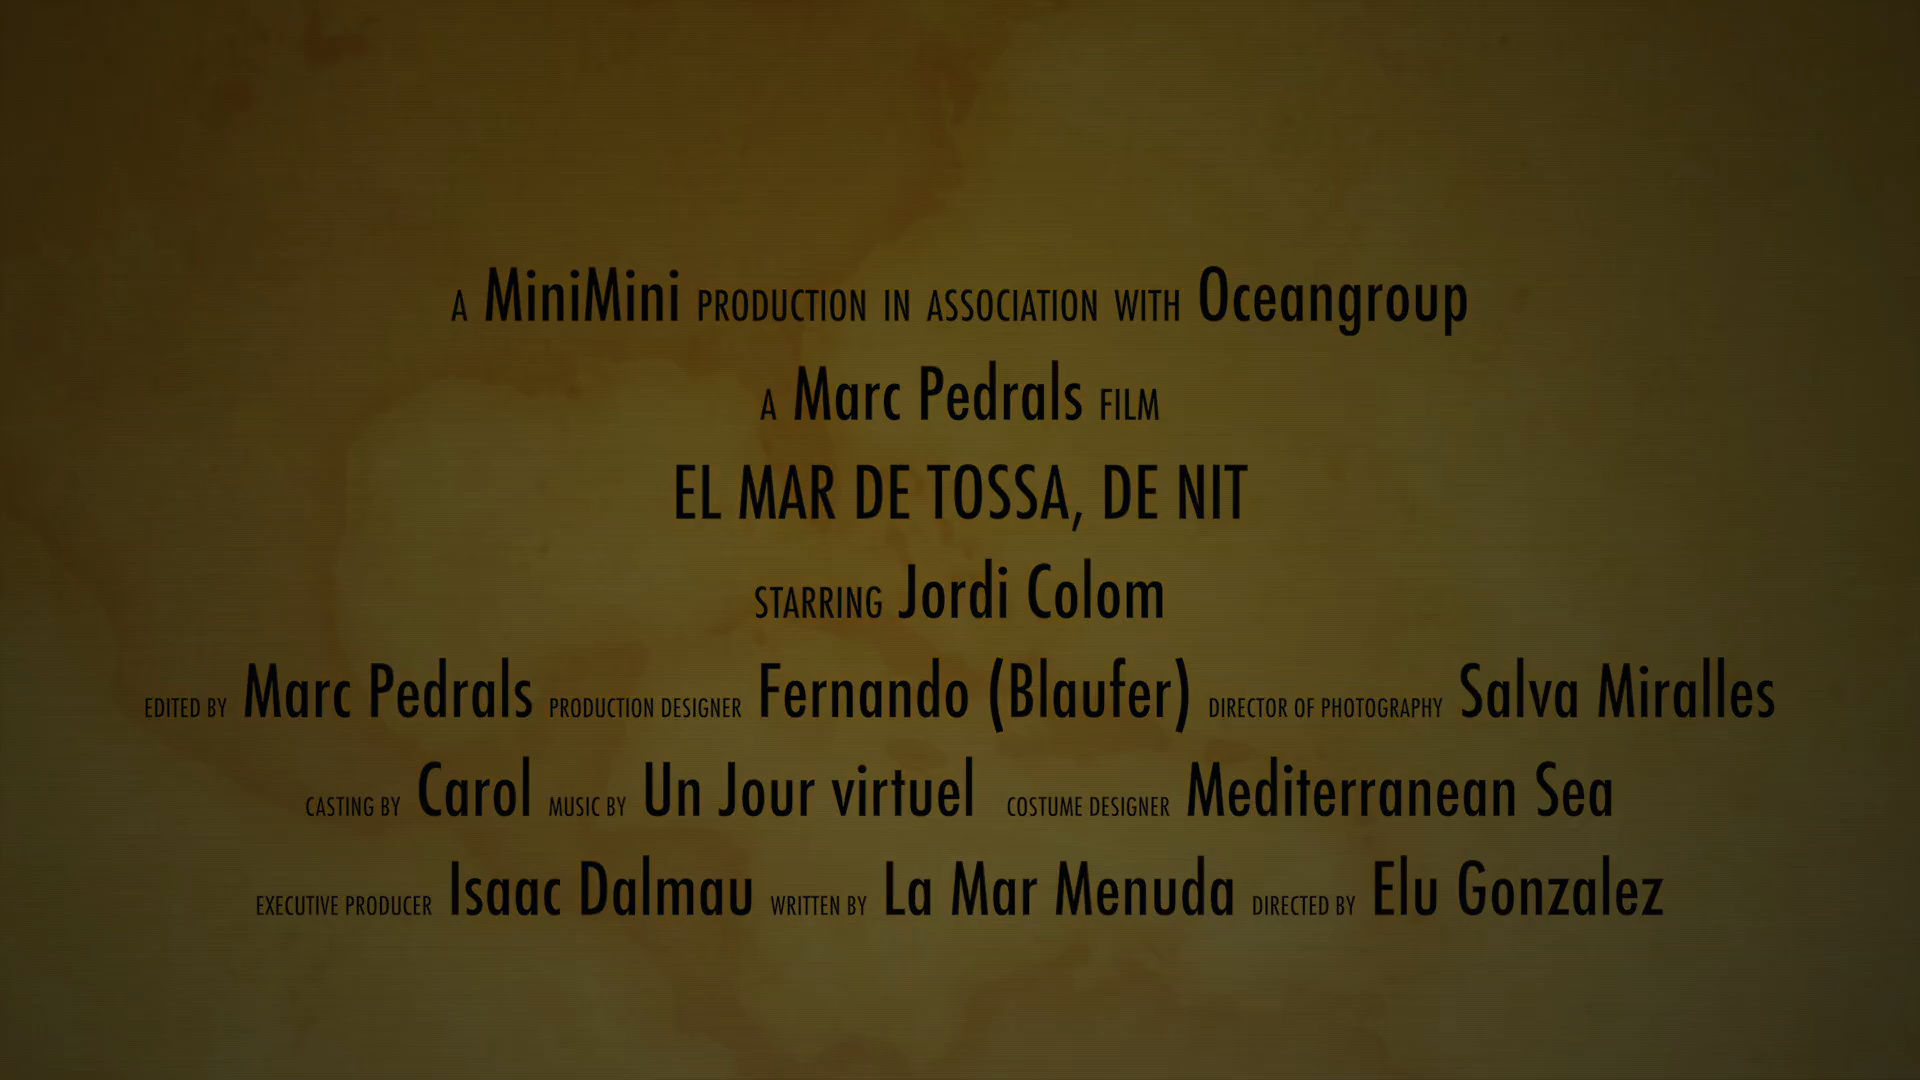 A MiniMini PRODUCTION IN ASSOCIATION WITH Oceangroup
A Marc Pedrals FILM
EL MAR DE TOSSA, DE NIT
STARRING Jordi Colom
EDITED BY Marc Pedrals PRODUCTION DESIGNER Fernando (Blaufer) DIRECTOR OF PHOTOGRAPHY Salva Miralles
CASTING BY Carol MUSIC BY Un Jour virtuel COSTUME DESIGNER Mediterranean Sea
EXECUTIVE PRODUCER Isaac Dalmau WRITTEN BY La Mar Menuda DIRECTED BY Elu Gonzalez